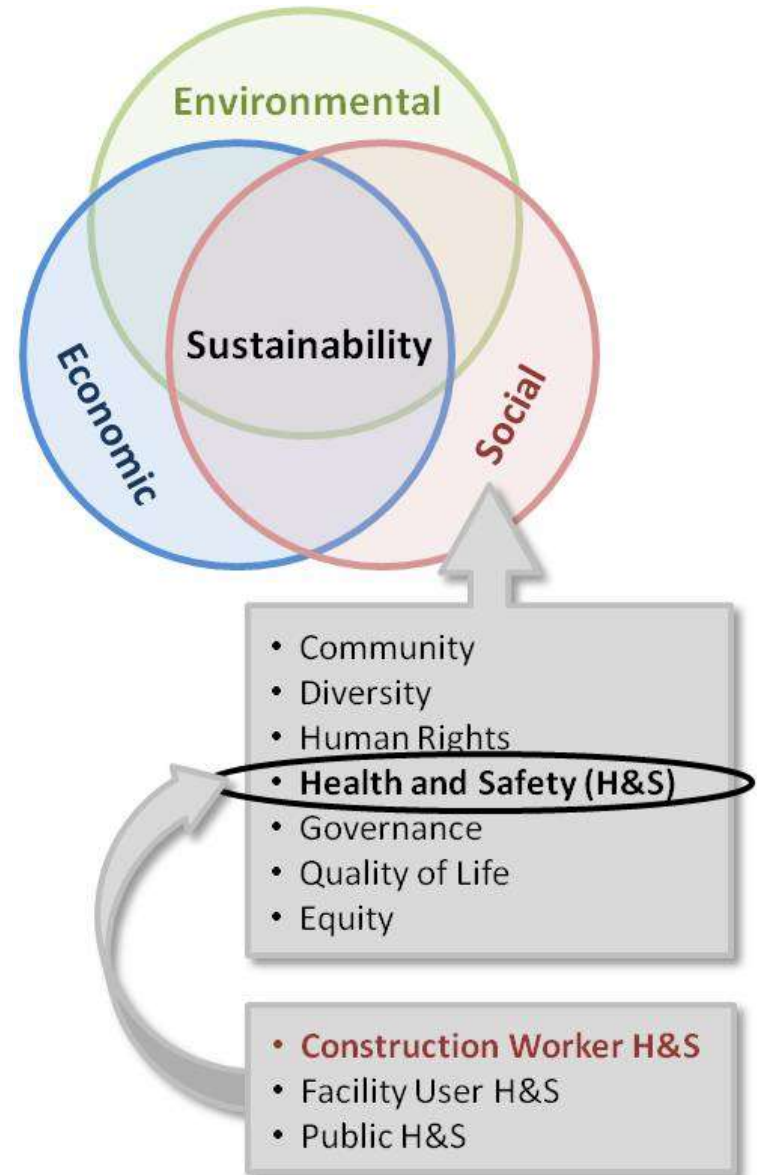 Environmental
Sustainability
Economic
Social
• Community
• Diversity
• Human Rights
• Health and Safety (H&S)
• Governance
• Quality of Life
• Equity
• Construction Worker H&S
• Facility User H&S
• Public H&S